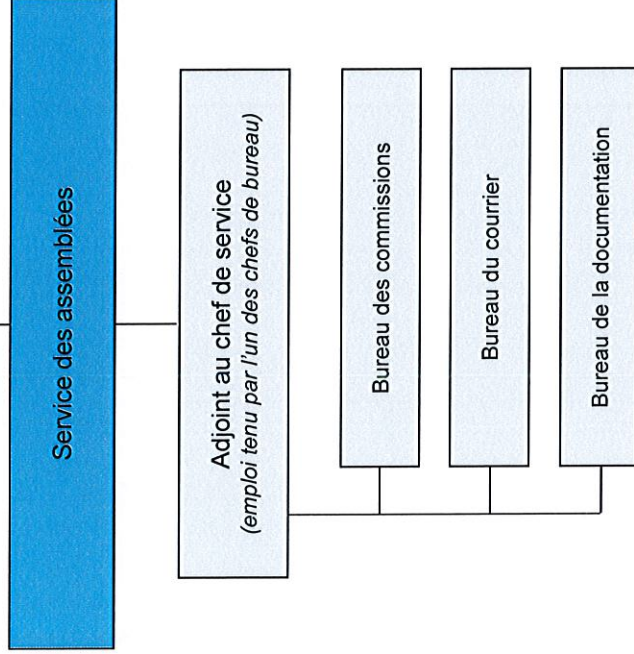 Service des assemblées
Adjoint au chef de service
(emploi tenu par l'un des chefs de bureau)
Bureau des commissions
Bureau du courrier
Bureau de la documentation